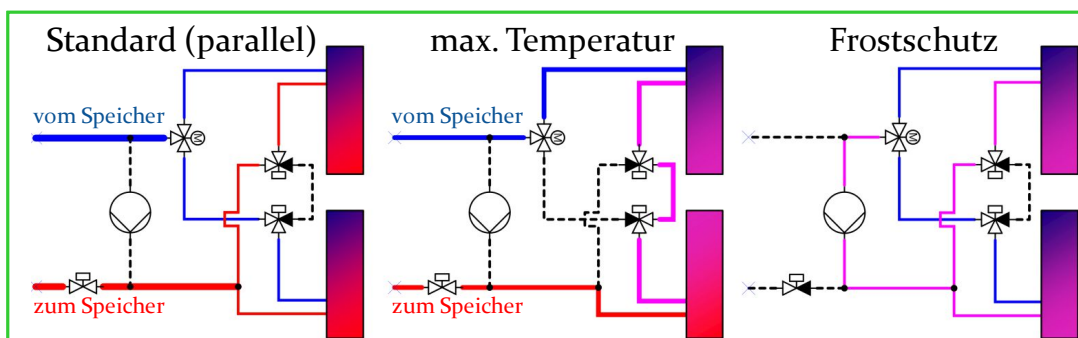 Standard (parallel)
max. Temperatur
Frostschutz
vom Speicher
vom Speicher
M
M
M
zum Speicher
zum Speicher